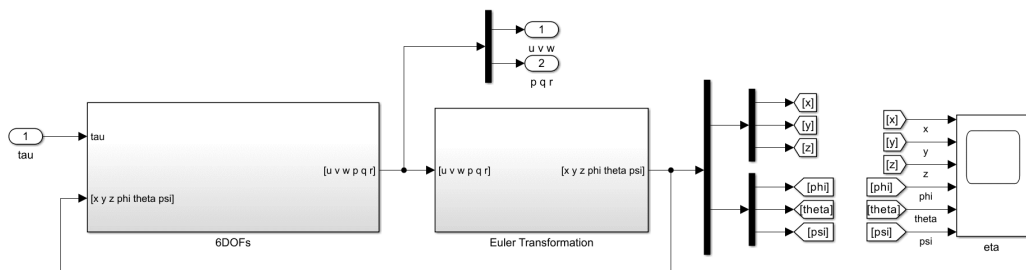 1
u v w
2
p q r
1
tau
tau
[x y z phi theta psi]
[u v w p q r]
6DOFs
[u v w p q r]
[x y z phi theta psi]
Euler Transformation
[x]
[y]
[z]
[phi]
[theta]
[psi]
[x]
x
[y]
y
[z]
z
[phi]
phi
[theta]
theta
[psi]
psi
eta